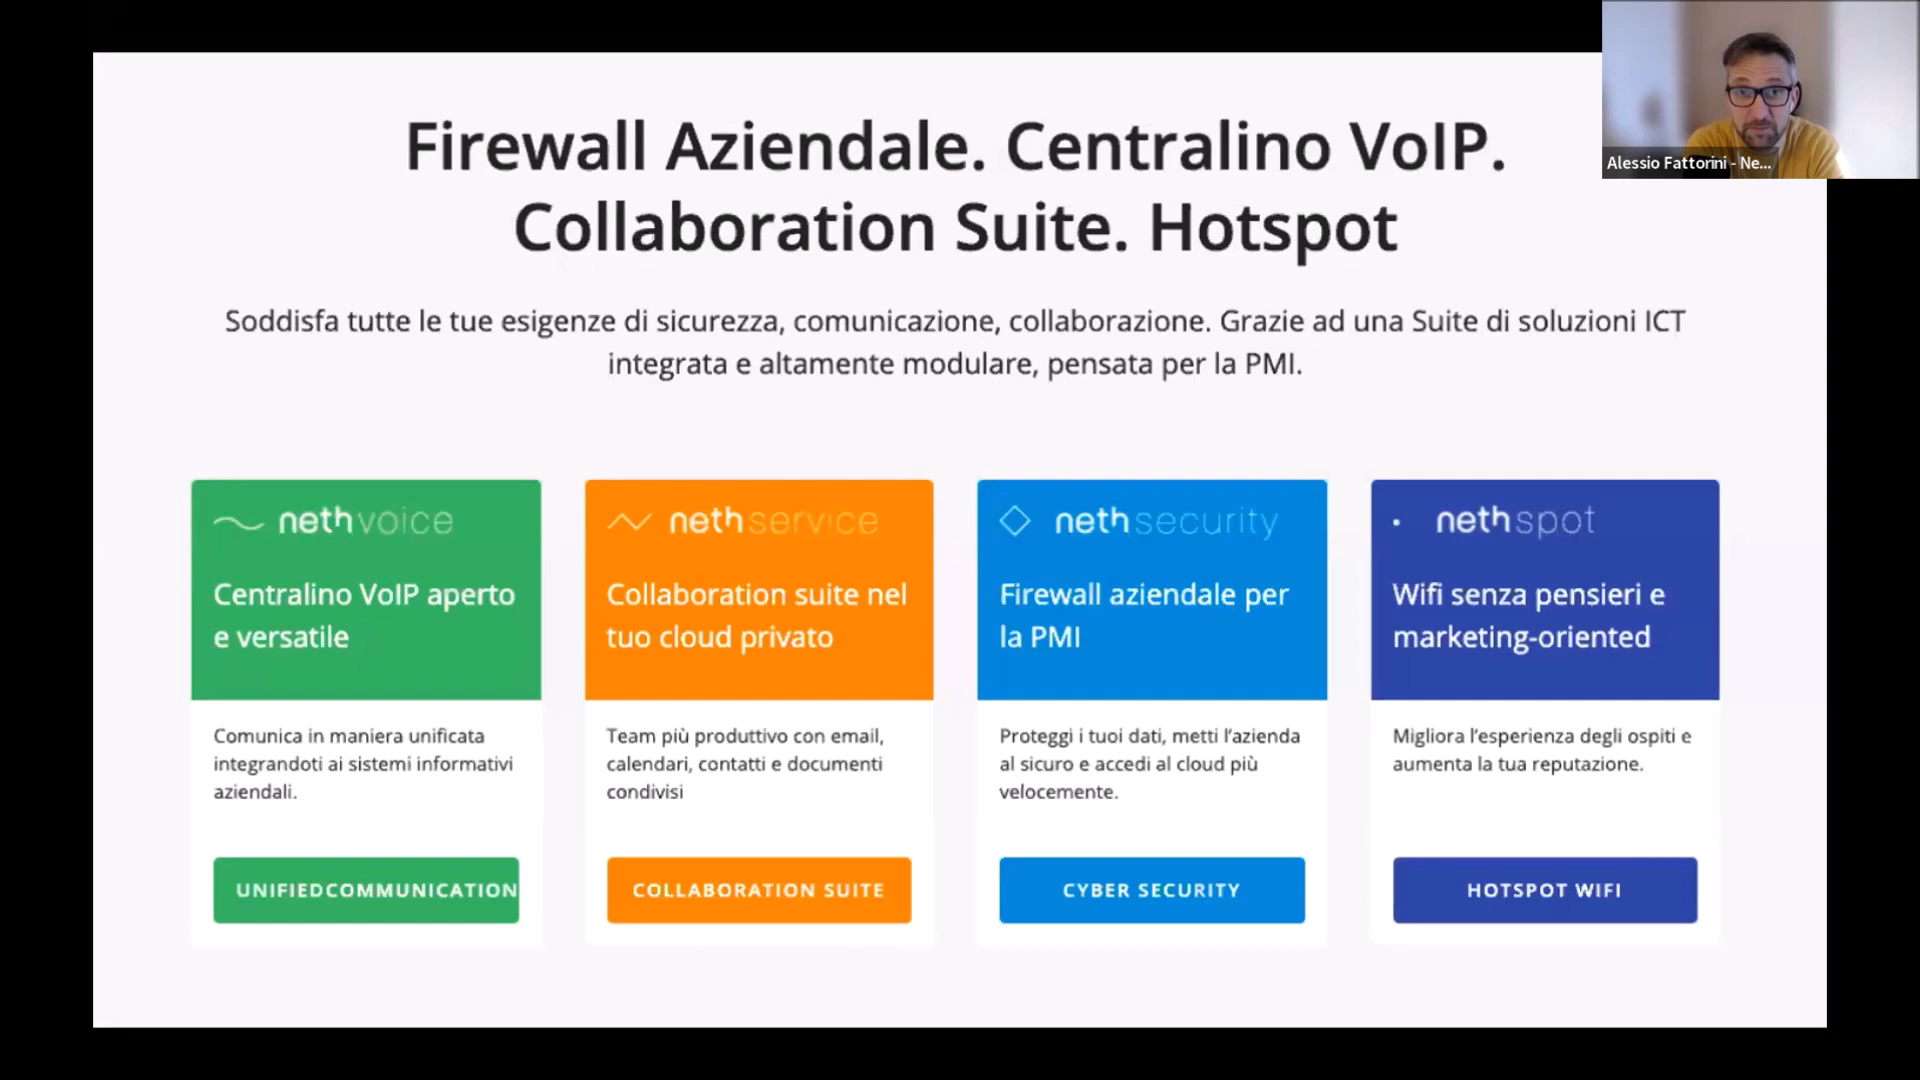 Firewall Aziendale. Centralino VoIP.
Collaboration Suite. Hotspot
Soddisfa tutte le tue esigenze di sicurezza, comunicazione, collaborazione. Grazie ad una Suite di soluzioni ICT
integrata e altamente modulare, pensata per la PMI.
Alessio Fattorini - Ne...
nethvoice
Centralino VoIP aperto
e versatile
Comunica in maniera unificata
integrandoti ai sistemi informativi
aziendali.
UNIFIEDCOMMUNICATION
nethservice
Collaboration suite nel
tuo cloud privato
Team più produttivo con email,
calendari, contatti e documenti
condivisi
COLLABORATION SUITE
nethsecurity
Firewall aziendale per
la PMI
Proteggi i tuoi dati, metti l’azienda
al sicuro e accedi al cloud più
velocemente.
CYBER SECURITY
nethspot
Wifi senza pensieri e
marketing-oriented
Migliora l’esperienza degli ospiti e
aumenta la tua reputazione.
HOTSPOT WIFI